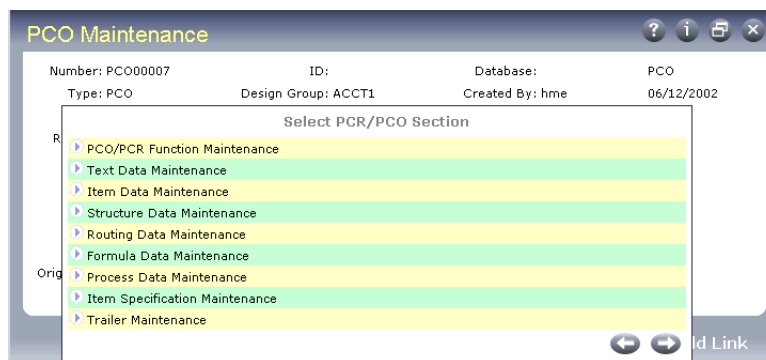 PCO Maintenance
Number: PCO00007 ID: Database: PCO
Type: PCO Design Group: ACCT1 Created By: hme 06/12/2002
Select PCR/PCO Section
R
PCO/PCR Function Maintenance
Text Data Maintenance
Item Data Maintenance
Structure Data Maintenance
Routing Data Maintenance
Formula Data Maintenance
Orig
Process Data Maintenance
Item Specification Maintenance
Trailer Maintenance
ld Link